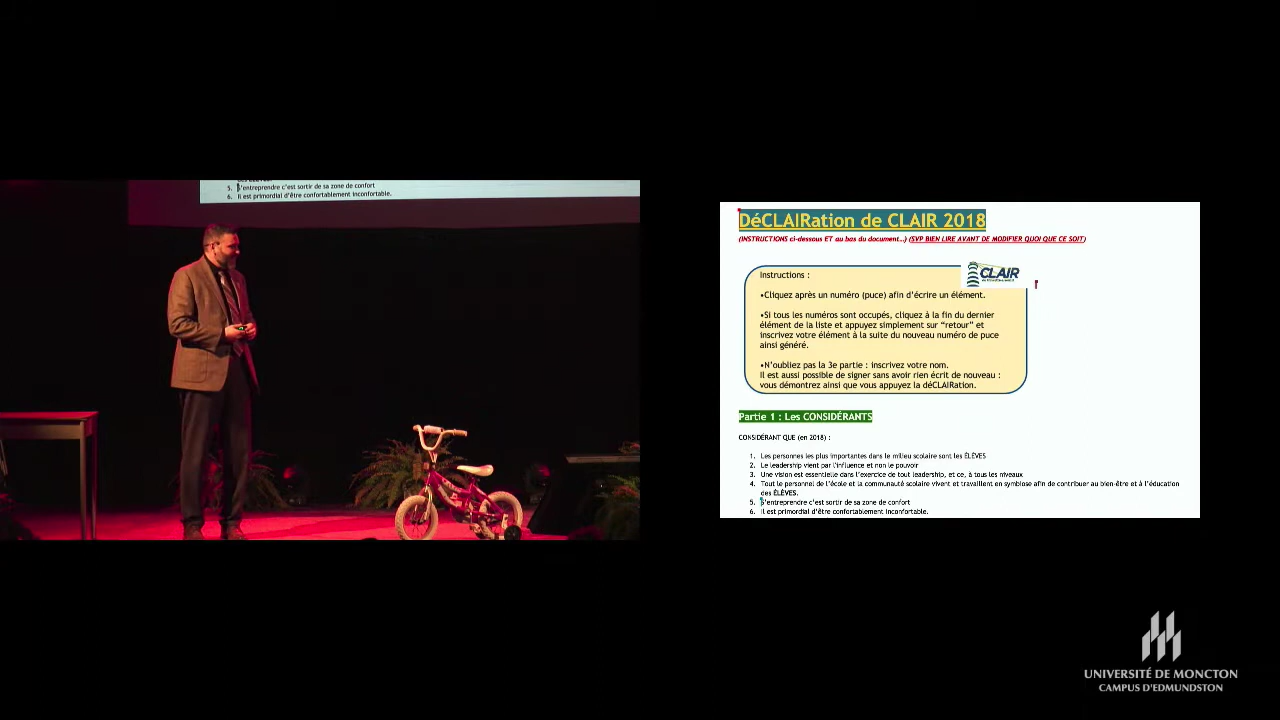 5. S'entreprendre c'est sortir de sa zone de confort
6. Il est primordial d'être confortablement inconfortable.
DéCLAIRation de CLAIR 2018
(INSTRUCTIONS ci-dessous ET au bas du document…) (SVP BIEN LIRE AVANT DE MODIFIER QUOI QUE CE SOIT)
CLAIR
Instructions :
•Cliquez après un numéro (puce) afin d'écrire un élément.
•Si tous les numéros sont occupés, cliquez à la fin du dernier
élément de la liste et appuyez simplement sur "retour" et
inscrivez votre élément à la suite du nouveau numéro de puce
ainsi généré.
•N'oubliez pas la 3e partie : inscrivez votre nom.
Il est aussi possible de signer sans avoir rien écrit de nouveau :
vous démontrez ainsi que vous appuyez la déCLAIRation.
Partie 1 : Les CONSIDÉRANTS
CONSIDÉRANT QUE (en 2018) :
1. Les personnes les plus importantes dans le milieu scolaire sont les ÉLÈVES
2. Le leadership vient par l'influence et non le pouvoir
3. Une vision est essentielle dans l'exercice de tout leadership, et ce, à tous les niveaux
4. Tout le personnel de l'école et la communauté scolaire vivent et travaillent en symbiose afin de contribuer au bien-être et à l'éducation
des ÉLÈVES.
5. S'entreprendre c'est sortir de sa zone de confort
6. Il est primordial d'être confortablement inconfortable.
UNIVERSITÉ DE MONCTON
CAMPUS D'EDMUNDSTON